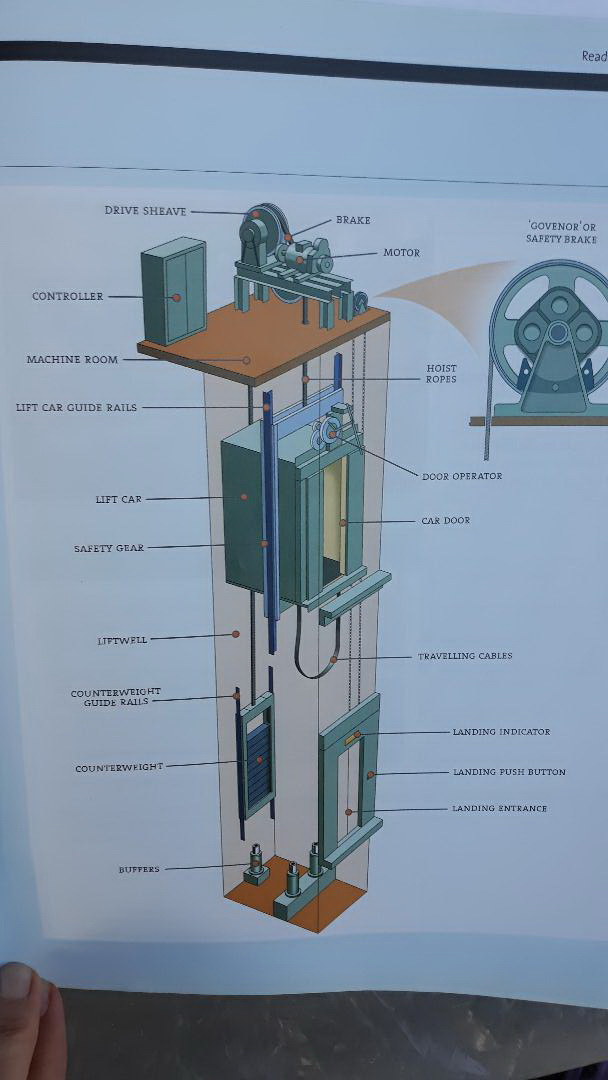 Read
DRIVE SHEAVE
BRAKE
MOTOR
'GOVENOR' OR
SAFETY BRAKE
CONTROLLER
MACHINE ROOM
HOIST
ROPES
LIFT CAR GUIDE RAILS
DOOR OPERATOR
LIFT CAR
CAR DOOR
SAFETY GEAR
LIFTWELL
TRAVELLING CABLES
COUNTERWEIGHT
GUIDE RAILS
LANDING INDICATOR
COUNTERWEIGHT
LANDING PUSH BUTTON
LANDING ENTRANCE
BUFFERS